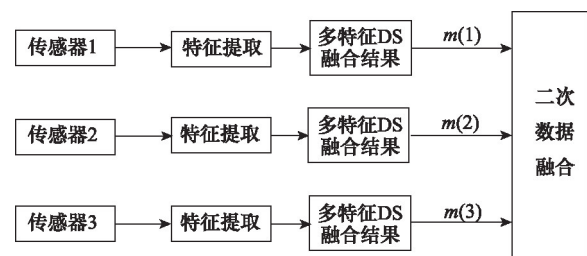 传感器1
特征提取
多特征DS
融合结果
m(1)
传感器2
特征提取
多特征DS
融合结果
m(2)
传感器3
特征提取
多特征DS
融合结果
m(3)
二次
数据
融合